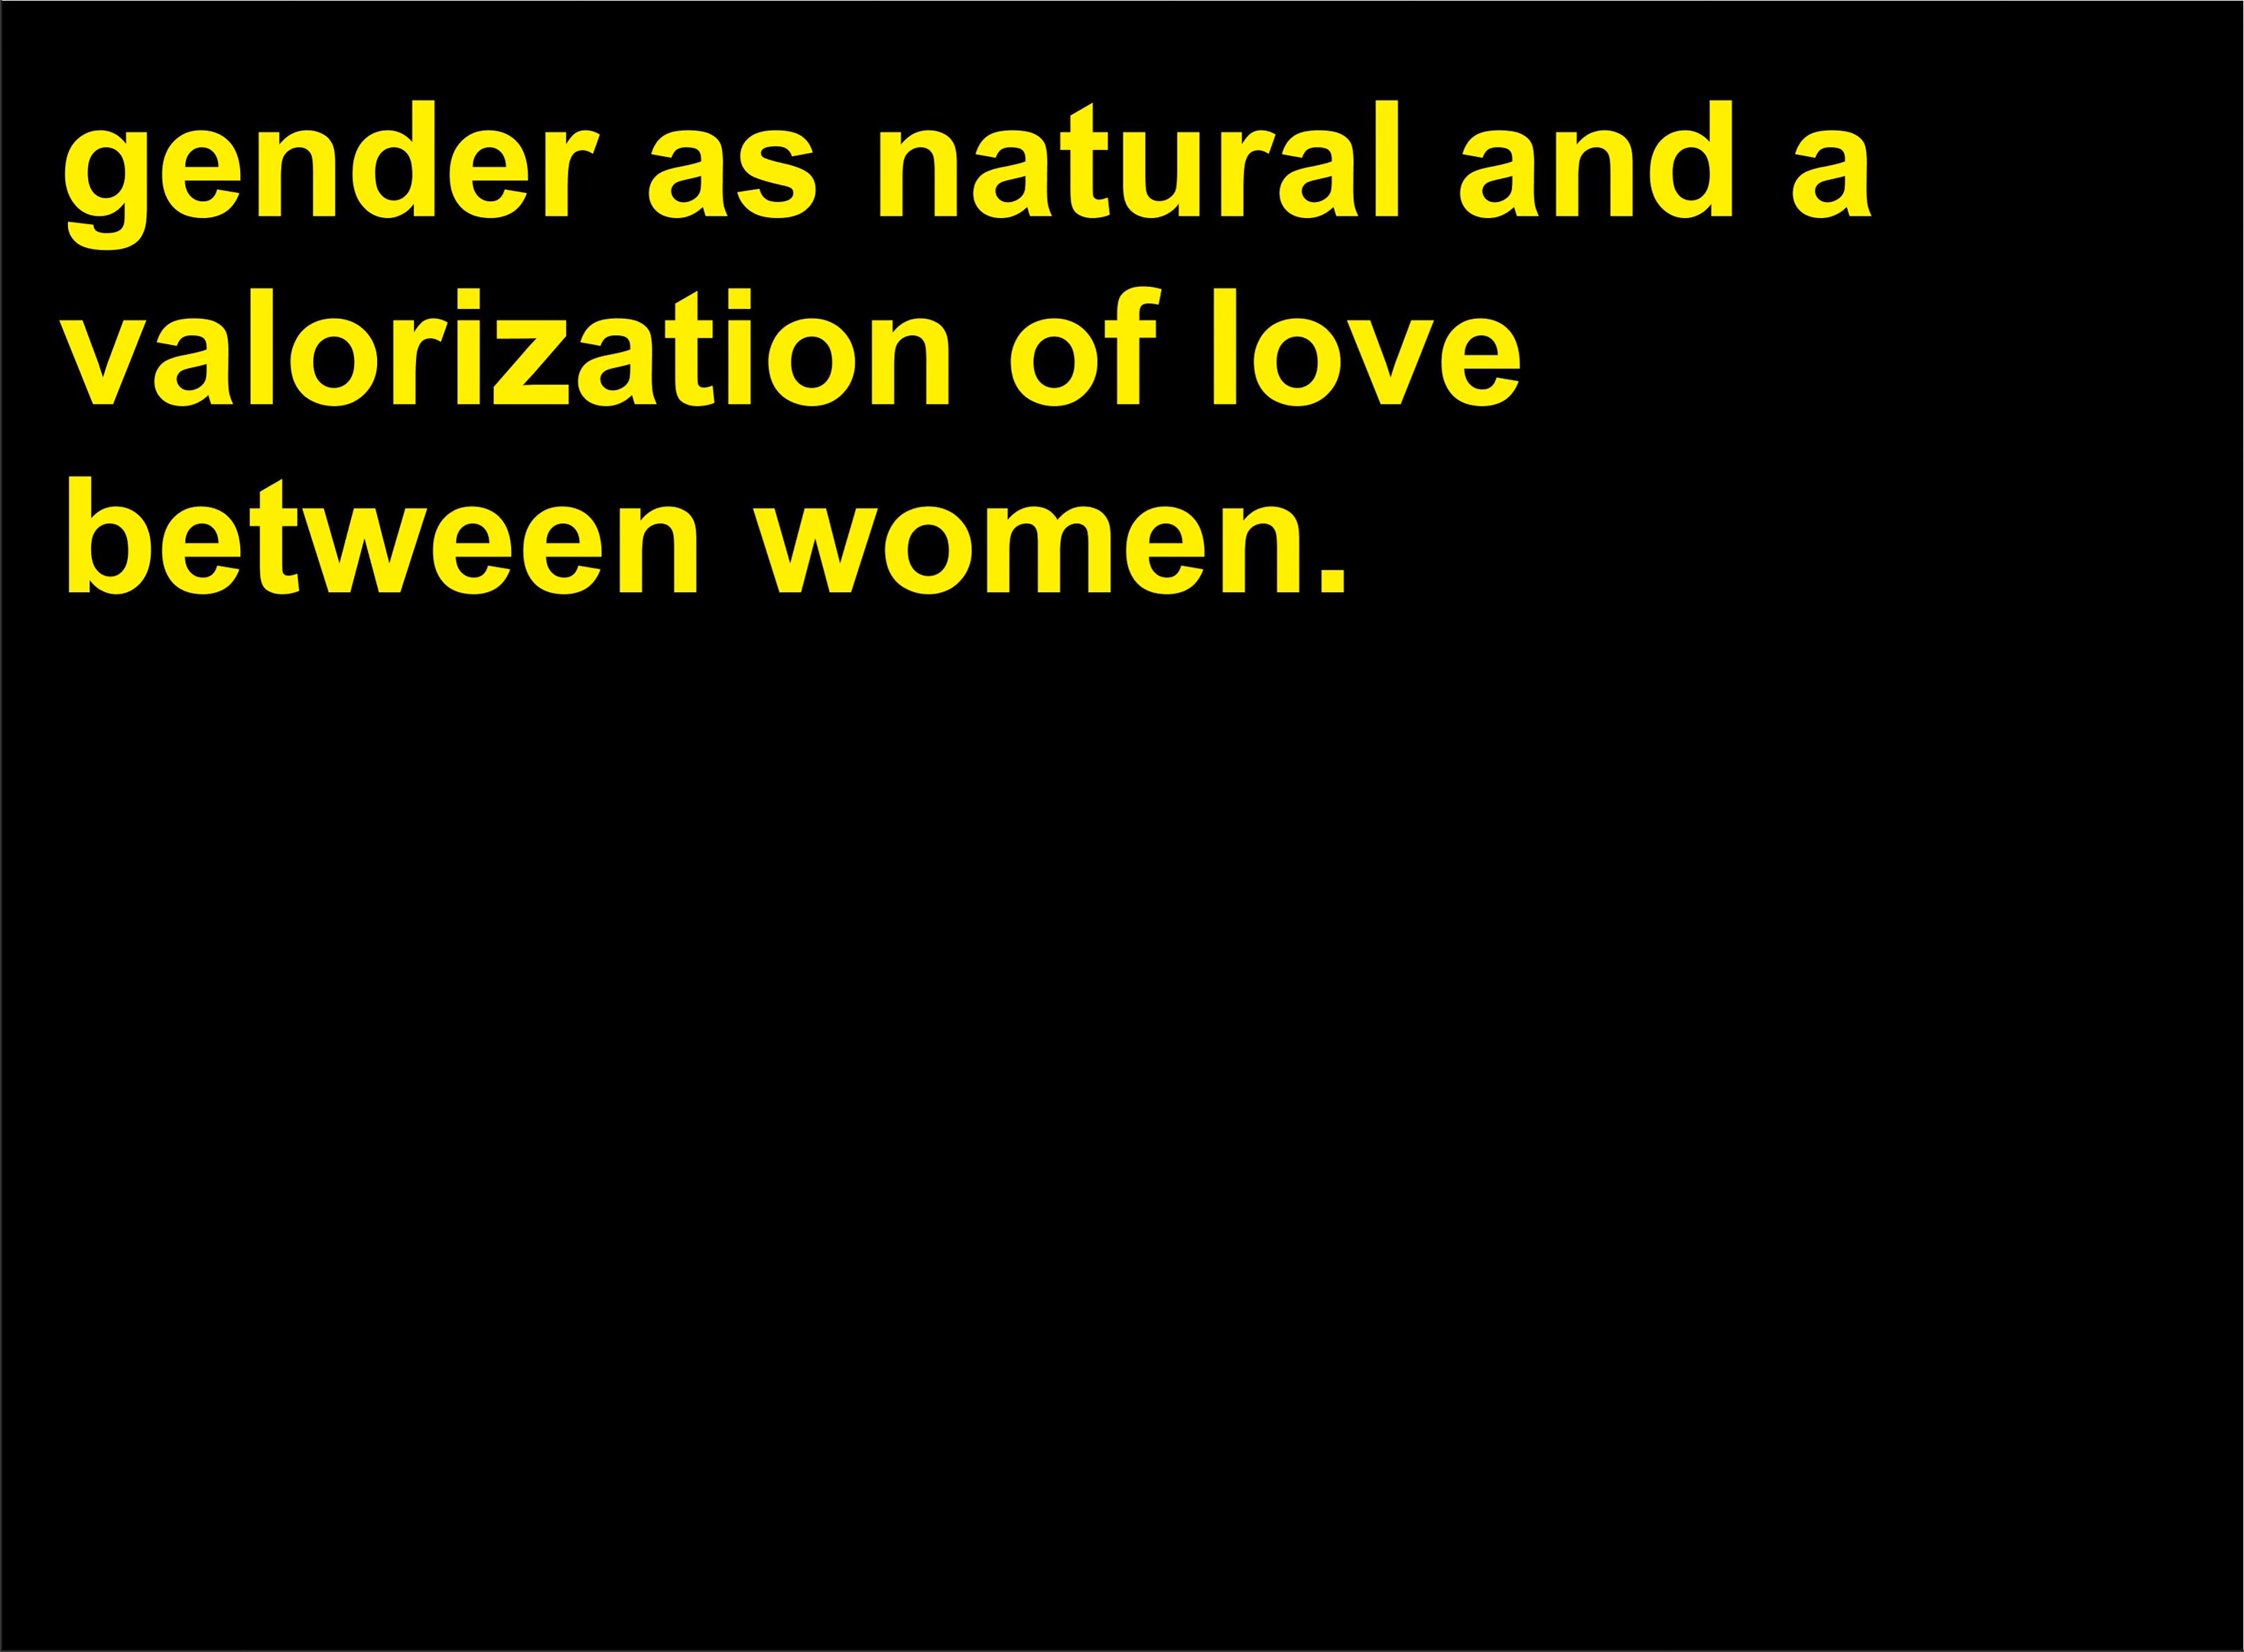 gender as natural and a
valorization of love
between women.